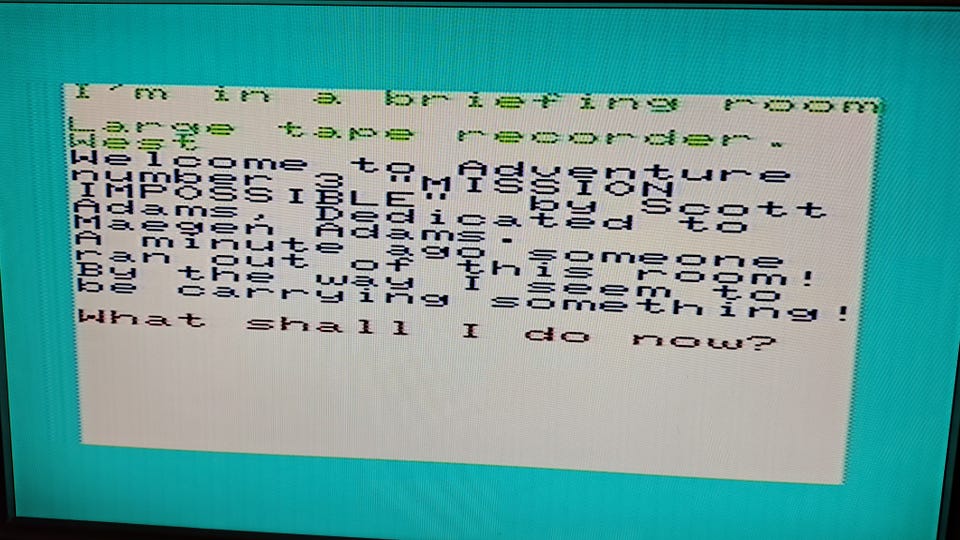 I'm in a briefing room
Large tape recorder.
West
Welcome to Adventure
number 3 "MISSION
IMPOSSIBLE" by Scott
Adams, Dedicated to
Maegen Adams.
A minute ago someone
ran out of this room!
By the way I seem to
be carrying something!
What shall I do now?